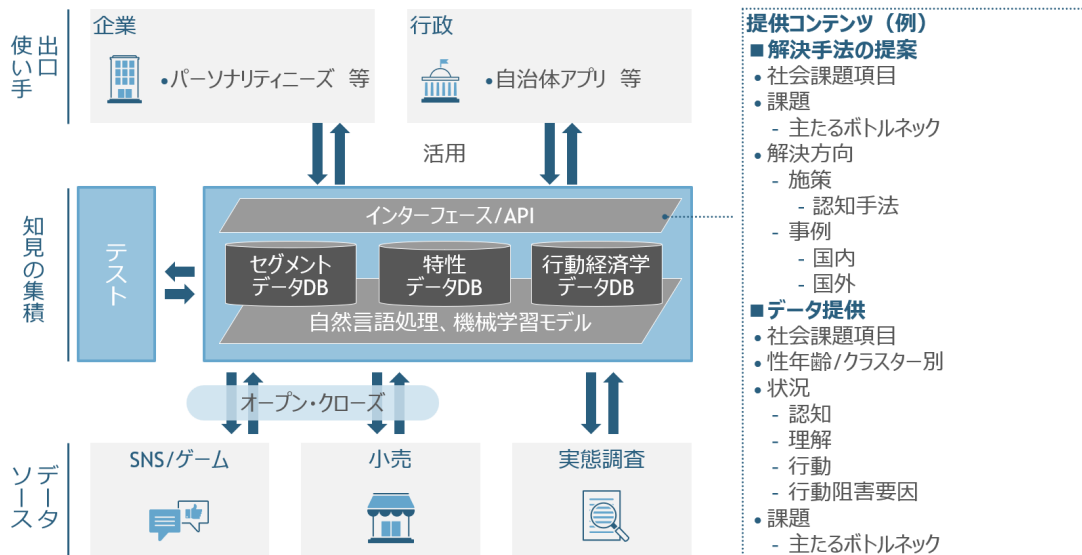 出口
使い手
企業
•パーソナリティニーズ 等
行政
•自治体アプリ 等
活用
知見の集積
テスト
インターフェース/API
セグメント
データDB
特性
データDB
行動経済学
データDB
自然言語処理、機械学習モデル
オープン・クローズ
データ
ソース
SNS/ゲーム
小売
実態調査
提供コンテンツ（例）
■解決手法の提案
•社会課題項目
•課題
- 主たるボトルネック
•解決方向
- 施策
- 認知手法
- 事例
- 国内
- 国外
■データ提供
•社会課題項目
•性年齢/クラスター別
•状況
- 認知
- 理解
- 行動
- 行動阻害要因
•課題
- 主たるボトルネック